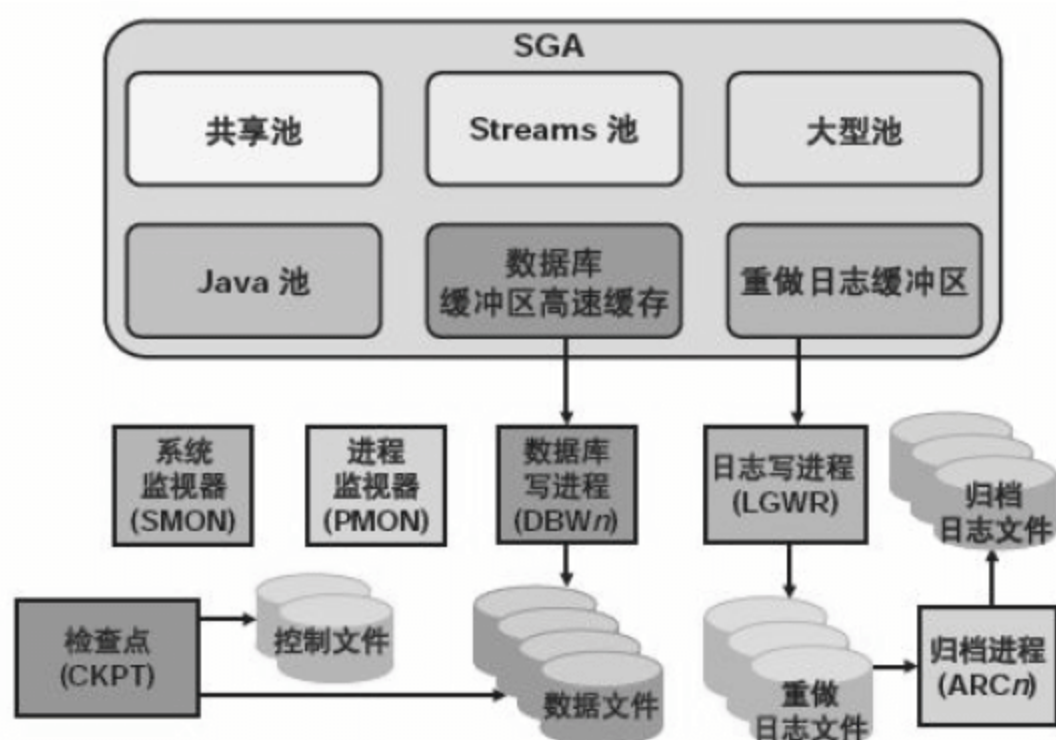 SGA
共享池
Streams 池
大型池
Java 池
数据库
缓冲区高速缓存
重做日志缓冲区
系统
监视器
(SMON)
进程
监视器
(PMON)
数据库
写进程
(DBWn)
日志写进程
(LGWR)
归档
日志文件
检查点
(CKPT)
控制文件
数据文件
重做
日志文件
归档进程
(ARCn)